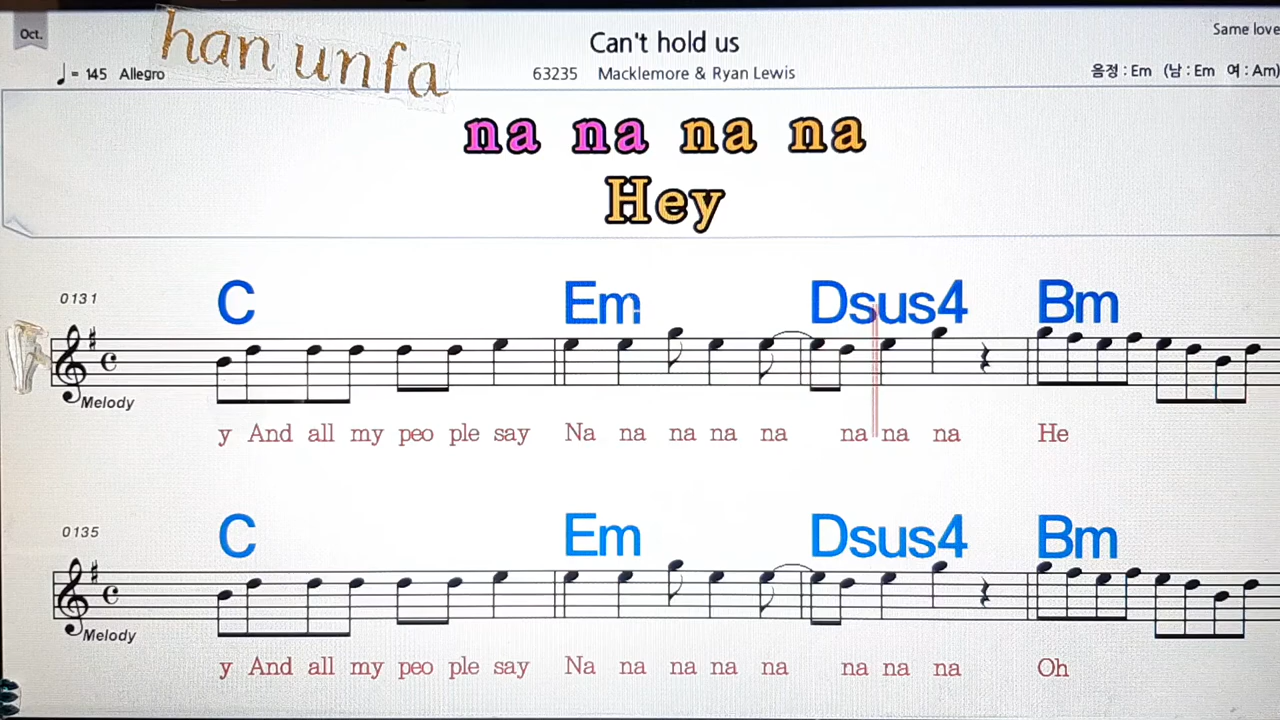 Oct.
han unfa
Can't hold us
Same love
♩ = 145 Allegro
63235 Macklemore & Ryan Lewis
음정 : Em (남 : Em 여 : Am)
na na na na
Hey
0131
C Em Dsus4 Bm
Melody
y And all my peo ple say Na na na na na na na na He
0135
C Em Dsus4 Bm
Melody
y And all my peo ple say Na na na na na na na na Oh